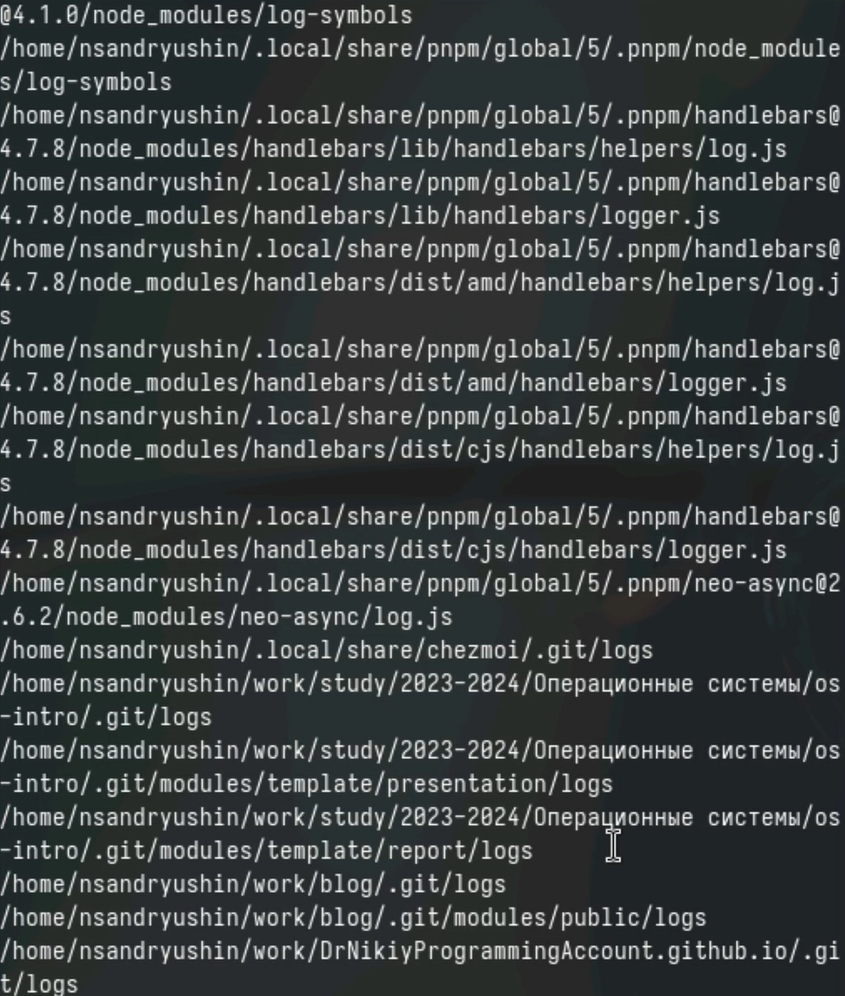 @4.1.0/node_modules/log-symbols
/home/nsandryushin/.local/share/pnpm/global/5/.pnpm/node_module
s/log-symbols
/home/nsandryushin/.local/share/pnpm/global/5/.pnpm/handlebars@
4.7.8/node_modules/handlebars/lib/handlebars/helpers/log.js
/home/nsandryushin/.local/share/pnpm/global/5/.pnpm/handlebars@
4.7.8/node_modules/handlebars/lib/handlebars/logger.js
/home/nsandryushin/.local/share/pnpm/global/5/.pnpm/handlebars@
4.7.8/node_modules/handlebars/dist/amd/handlebars/helpers/log.j
s
/home/nsandryushin/.local/share/pnpm/global/5/.pnpm/handlebars@
4.7.8/node_modules/handlebars/dist/amd/handlebars/logger.js
/home/nsandryushin/.local/share/pnpm/global/5/.pnpm/handlebars@
4.7.8/node_modules/handlebars/dist/cjs/handlebars/helpers/log.j
s
/home/nsandryushin/.local/share/pnpm/global/5/.pnpm/handlebars@
4.7.8/node_modules/handlebars/dist/cjs/handlebars/logger.js
/home/nsandryushin/.local/share/pnpm/global/5/.pnpm/neo-async@2
.6.2/node_modules/neo-async/log.js
/home/nsandryushin/.local/share/chezmoi/.git/logs
/home/nsandryushin/work/study/2023-2024/Операционные системы/os
-intro/.git/logs
/home/nsandryushin/work/study/2023-2024/Операционные системы/os
-intro/.git/modules/template/presentation/logs
/home/nsandryushin/work/study/2023-2024/Операционные системы/os
-intro/.git/modules/template/report/logs
/home/nsandryushin/work/blog/.git/logs
/home/nsandryushin/work/blog/.git/modules/public/logs
/home/nsandryushin/work/DrNikiyProgrammingAccount.github.io/.gi
t/logs